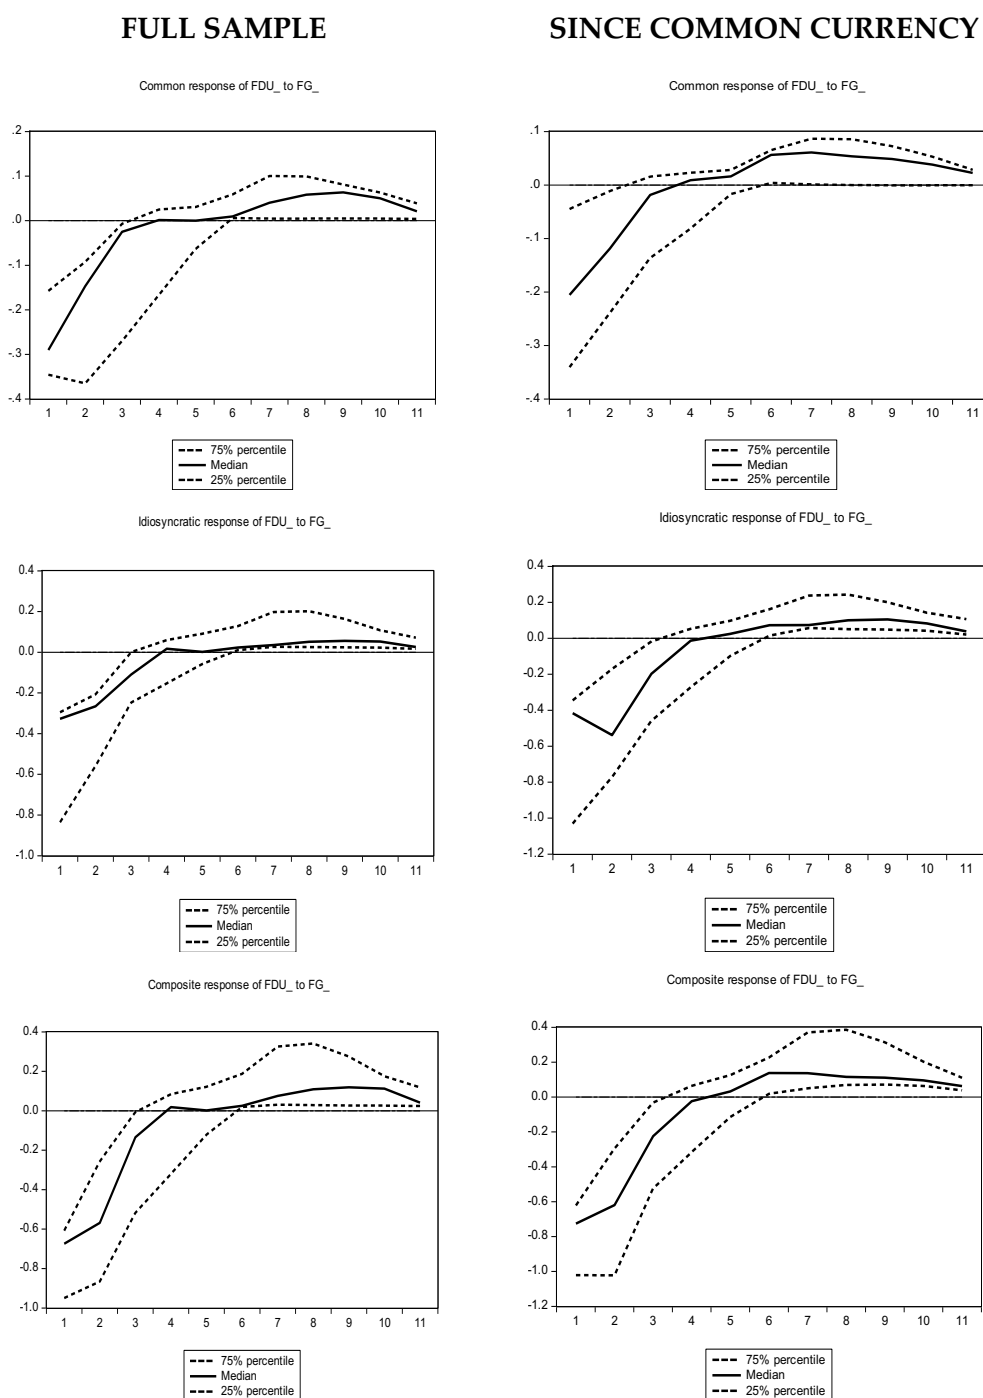 FULL SAMPLE
SINCE COMMON CURRENCY
Common response of FDU_ to FG_
.2
.1
.0
-.1
-.2
-.3
-.4
1 2 3 4 5 6 7 8 9 10 11
75% percentile
Median
25% percentile
Common response of FDU_ to FG_
.1
.0
-.1
-.2
-.3
-.4
1 2 3 4 5 6 7 8 9 10 11
75% percentile
Median
25% percentile
Idiosyncratic response of FDU_ to FG_
0.4
0.2
0.0
-0.2
-0.4
-0.6
-0.8
-1.0
1 2 3 4 5 6 7 8 9 10 11
75% percentile
Median
25% percentile
Idiosyncratic response of FDU_ to FG_
0.4
0.2
0.0
-0.2
-0.4
-0.6
-0.8
-1.0
-1.2
1 2 3 4 5 6 7 8 9 10 11
75% percentile
Median
25% percentile
Composite response of FDU_ to FG_
0.4
0.2
0.0
-0.2
-0.4
-0.6
-0.8
-1.0
1 2 3 4 5 6 7 8 9 10 11
75% percentile
Median
25% percentile
Composite response of FDU_ to FG_
0.4
0.2
0.0
-0.2
-0.4
-0.6
-0.8
-1.0
-1.2
1 2 3 4 5 6 7 8 9 10 11
75% percentile
Median
25% percentile